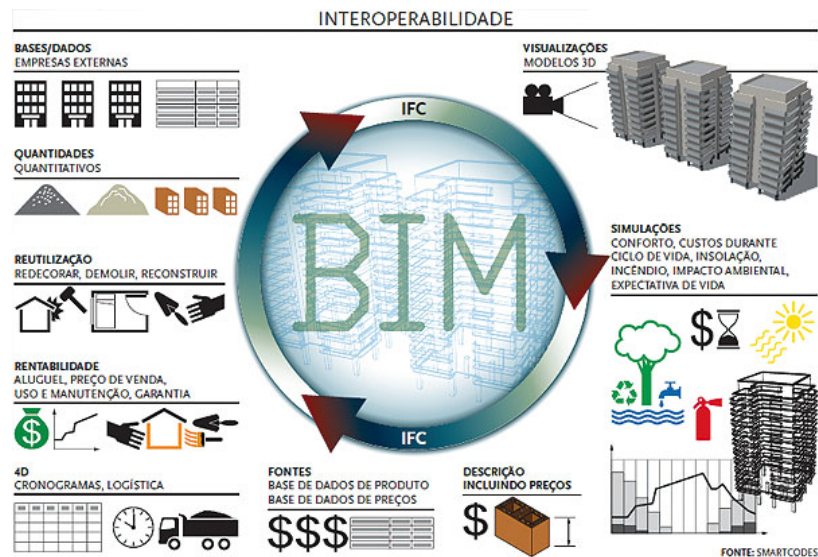 INTEROPERABILIDADE
BASES/DADOS
EMPRESAS EXTERNAS
QUANTIDADES
QUANTITATIVOS
REUTILIZAÇÃO
REDECORAR, DEMOLIR, RECONSTRUIR
RENTABILIDADE
ALUGUEL, PREÇO DE VENDA,
USO E MANUTENÇÃO, GARANTIA
$
4D
CRONOGRAMAS, LOGÍSTICA
IFC
BIM
IFC
FONTES
BASE DE DADOS DE PRODUTO
BASE DE DADOS DE PREÇOS
$$$
DESCRIÇÃO
INCLUINDO PREÇOS
$
VISUALIZAÇÕES
MODELOS 3D
SIMULAÇÕES
CONFORTO, CUSTOS DURANTE
CICLO DE VIDA, INSOLAÇÃO,
INCÊNDIO, IMPACTO AMBIENTAL,
EXPECTATIVA DE VIDA
$
FONTE: SMARTCODES